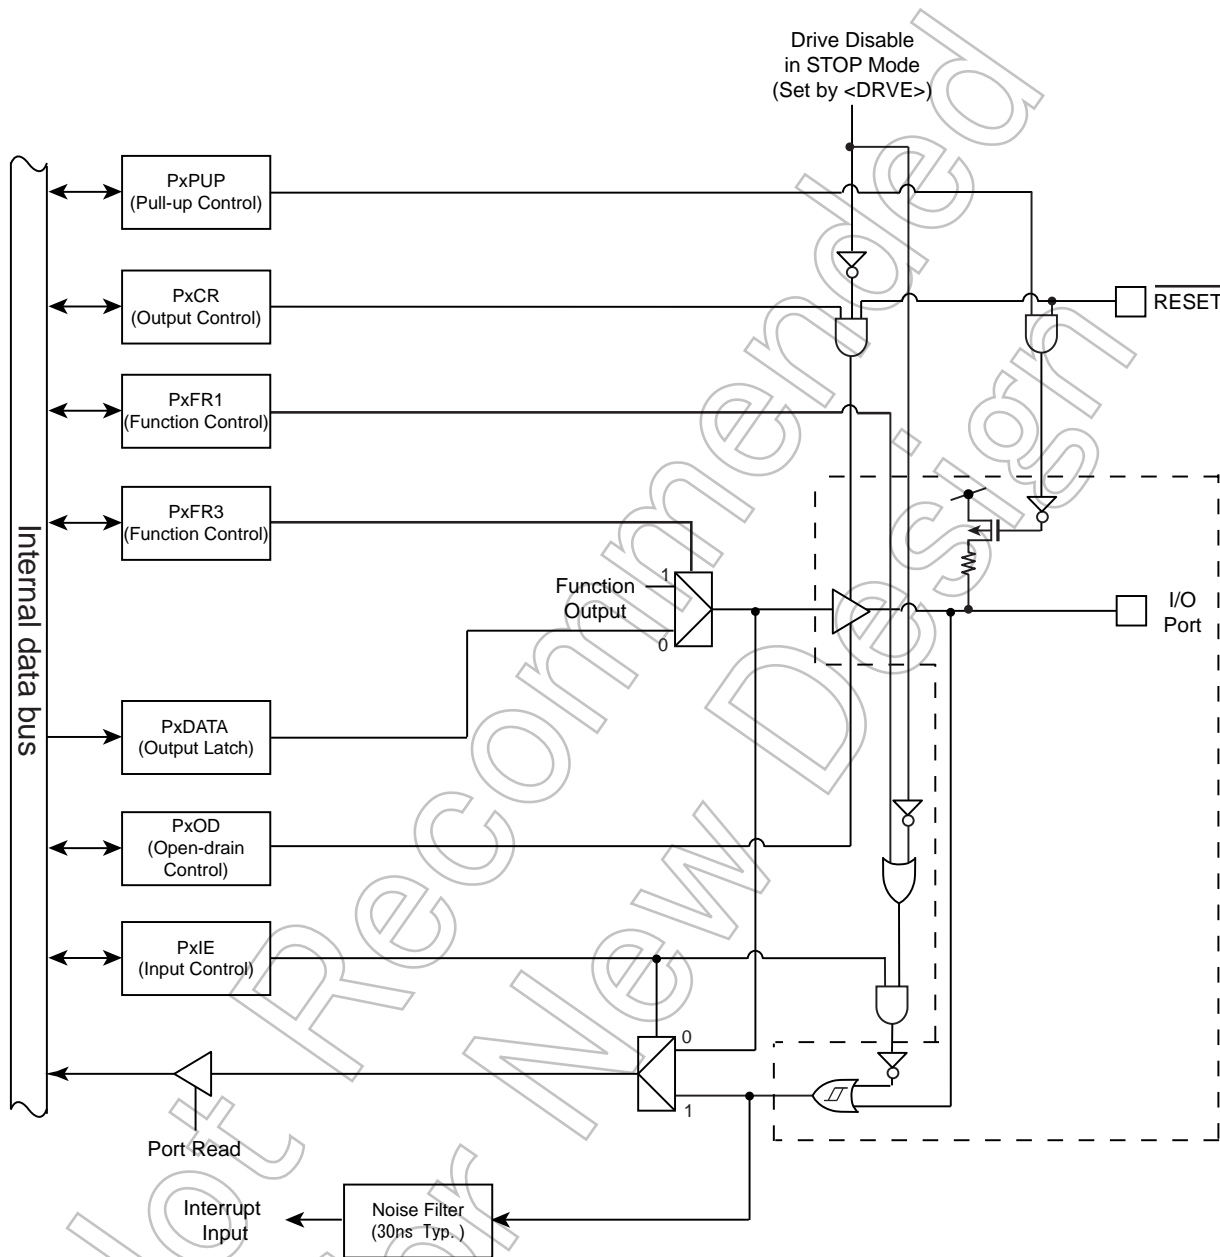 Drive Disable
in STOP Mode
(Set by <DRVE>)
PxPUP
(Pull-up Control)
PxCR
(Output Control)
RESET
PxFR1
(Function Control)
PxFR3
(Function Control)
Internal data bus
1
Function
Output
0
I/O
Port
PxDATA
(Output Latch)
PxOD
(Open-drain
Control)
PxIE
(Input Control)
0
1
Port Read
Interrupt
Input
Noise Filter
(30ns Typ.)
Not Recommended
for New Design